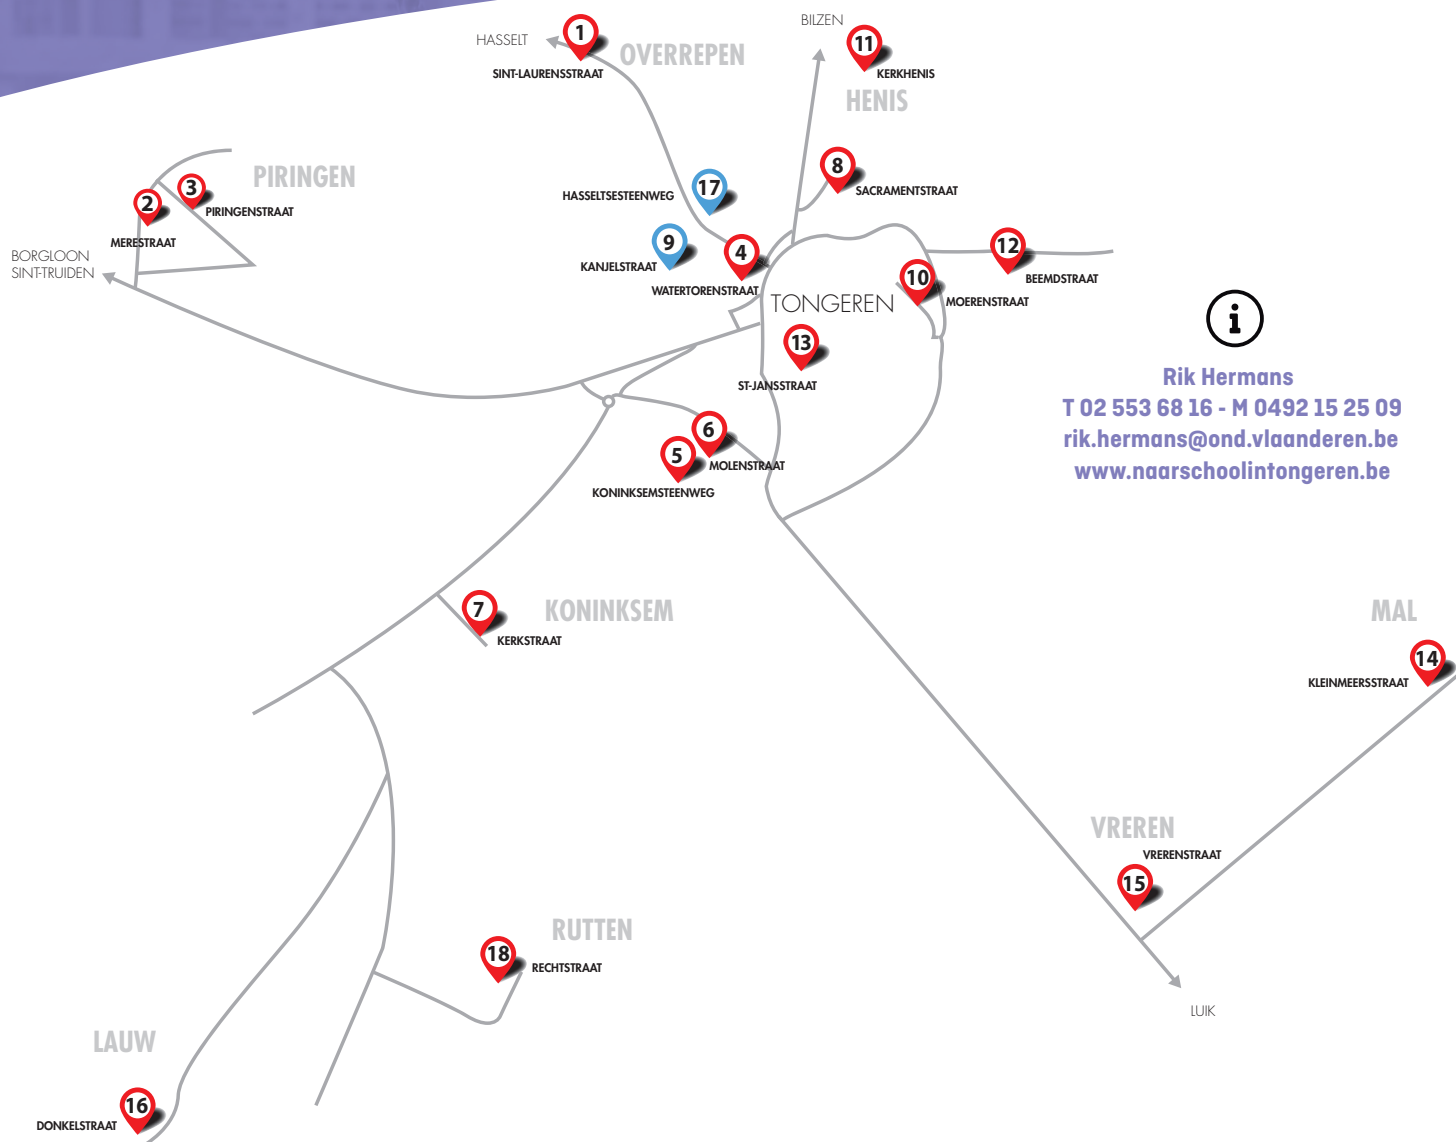 BILZEN
HASSELT
1
OVERREPEN
11
SINT-LAURENSSTRAAT
KERKHENIS
HENIS
PIRINGEN
8
SACRAMENTSTRAAT
3
2
PIRINGENSTRAAT
MERESTRAAT
HASSELTSESTEENWEG
17
9
KANJELSTRAAT
4
WATERTORENSTRAAT
12
BEEMDSTRAAT
10
MOERENSTRAAT
BORGLOON
SINT-TRUIDEN
TONGEREN
13
ST-JANSSTRAAT
i
Rik Hermans
T 02 553 68 16 - M 0492 15 25 09
rik.hermans@ond.vlaanderen.be
www.naarschoolintongeren.be
6
5
MOLENSTRAAT
KONINKSEMSTEENWEG
7
KONINKSEM
KERKSTRAAT
MAL
14
KLEINMEERSSTRAAT
VREREN
VRERENSTRAAT
15
RUTTEN
18
RECHTSTRAAT
LUIK
LAUW
16
DONKELSTRAAT